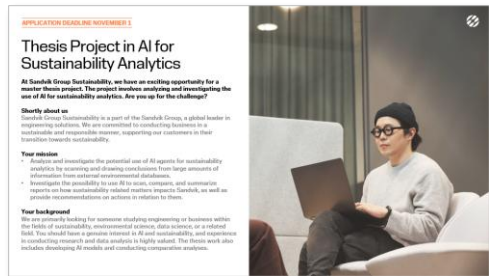 APPLICATION DEADLINE NOVEMBER 1
Thesis Project in AI for
Sustainability Analytics
At Sandvik Group Sustainability, we have an exciting opportunity for a
master thesis project. The project involves analyzing and investigating the
use of AI for sustainability analytics. Are you up for the challenge?
Shortly about us
Sandvik Group Sustainability is a part of the Sandvik Group, a global leader in
engineering solutions. We are committed to conducting business in a
sustainable and responsible manner, supporting our customers in their
transition towards sustainability.
Your mission
• Analyze and investigate the potential use of AI agents for sustainability
analytics by scanning and drawing conclusions from large amounts of
information from external environmental databases.
• Investigate the possibility to use AI to scan, compare, and summarize
reports on how sustainability related matters impacts Sandvik, as well as
provide recommendations on actions in relation to them.
Your background
We are primarily looking for someone studying engineering or business within
the fields of sustainability, environmental science, data science, or a related
field. You should have a genuine interest in AI and sustainability, and experience
in conducting research and data analysis is highly valued. The thesis work also
includes developing AI models and conducting comparative analyses.